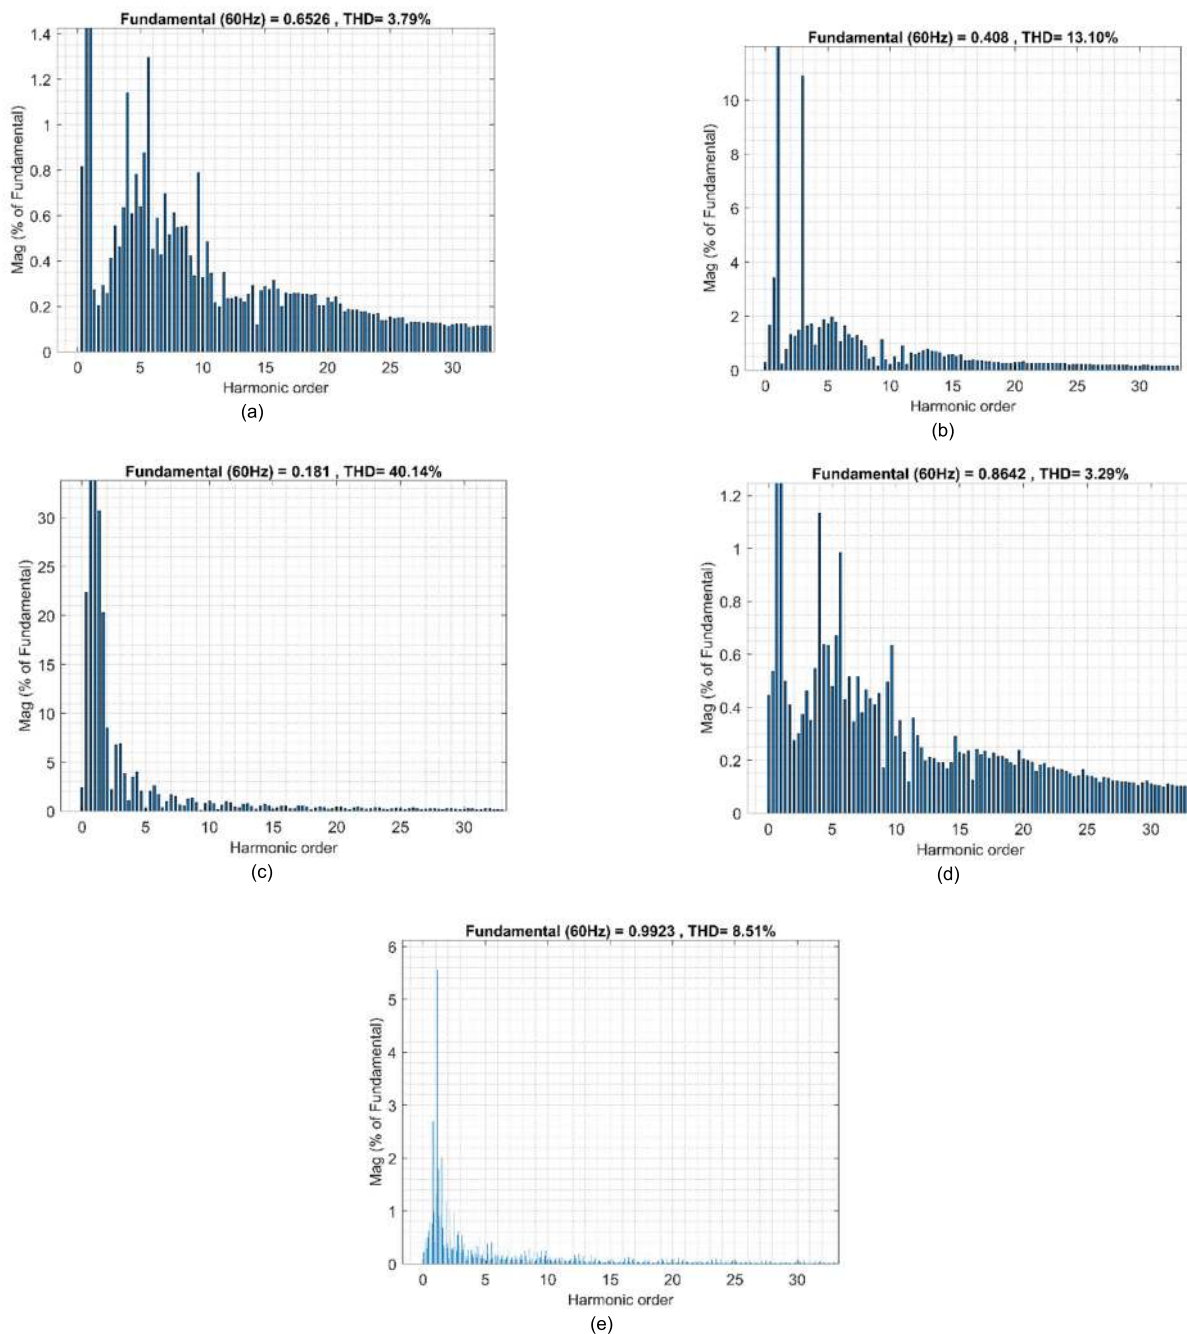 Fundamental (60Hz) = 0.6526 , THD= 3.79%
1.4
1.2
1
0.8
0.6
0.4
0.2
0
Mag (% of Fundamental)
0 5 10 15 20 25 30
Harmonic order
(a)
Fundamental (60Hz) = 0.408 , THD= 13.10%
10
8
6
4
2
0
Mag (% of Fundamental)
0 5 10 15 20 25 30
Harmonic order
(b)
Fundamental (60Hz) = 0.181 , THD= 40.14%
30
25
20
15
10
5
0
Mag (% of Fundamental)
0 5 10 15 20 25 30
Harmonic order
(c)
Fundamental (60Hz) = 0.8642 , THD= 3.29%
1.2
1
0.8
0.6
0.4
0.2
0
Mag (% of Fundamental)
0 5 10 15 20 25 30
Harmonic order
(d)
Fundamental (60Hz) = 0.9923 , THD= 8.51%
6
5
4
3
2
1
0
Mag (% of Fundamental)
0 5 10 15 20 25 30
Harmonic order
(e)